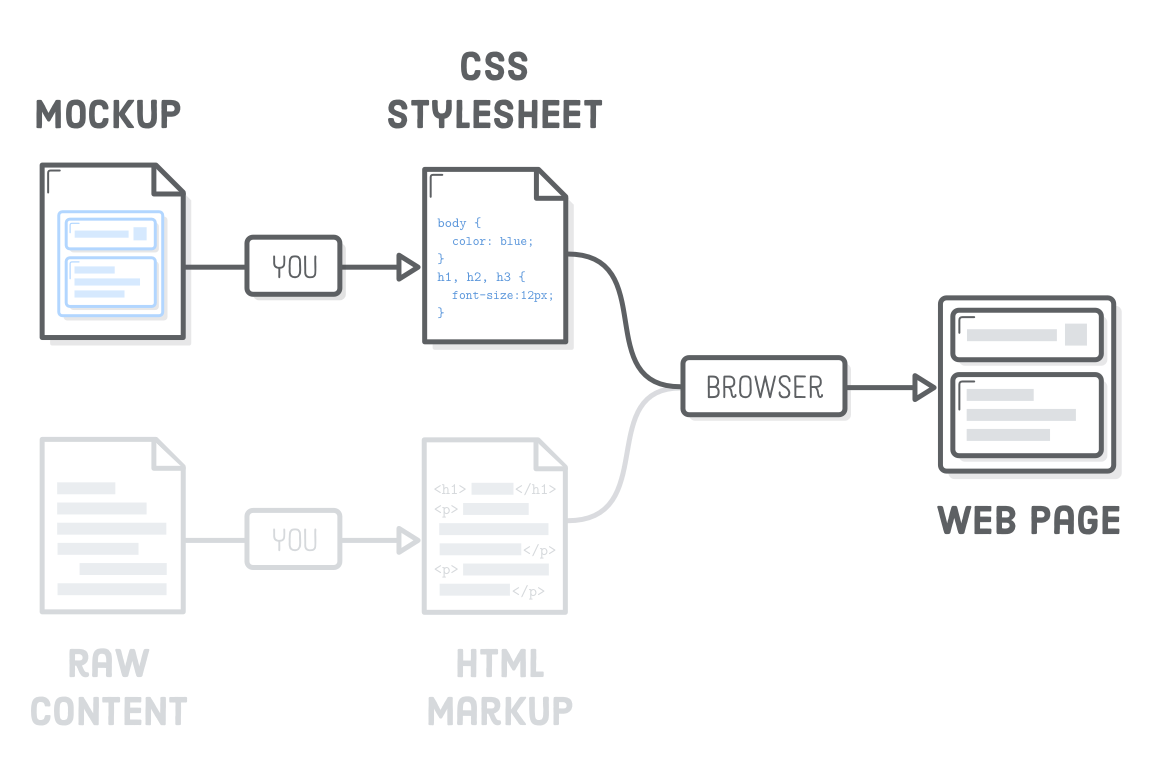 MOCKUP
CSS
STYLESHEET
YOU
body {
color: blue;
}
h1, h2, h3 {
font-size:12px;
}
BROWSER
WEB PAGE
YOU
<h1> </h1>
<p>
</p>
<p>
</p>
RAW
CONTENT
HTML
MARKUP